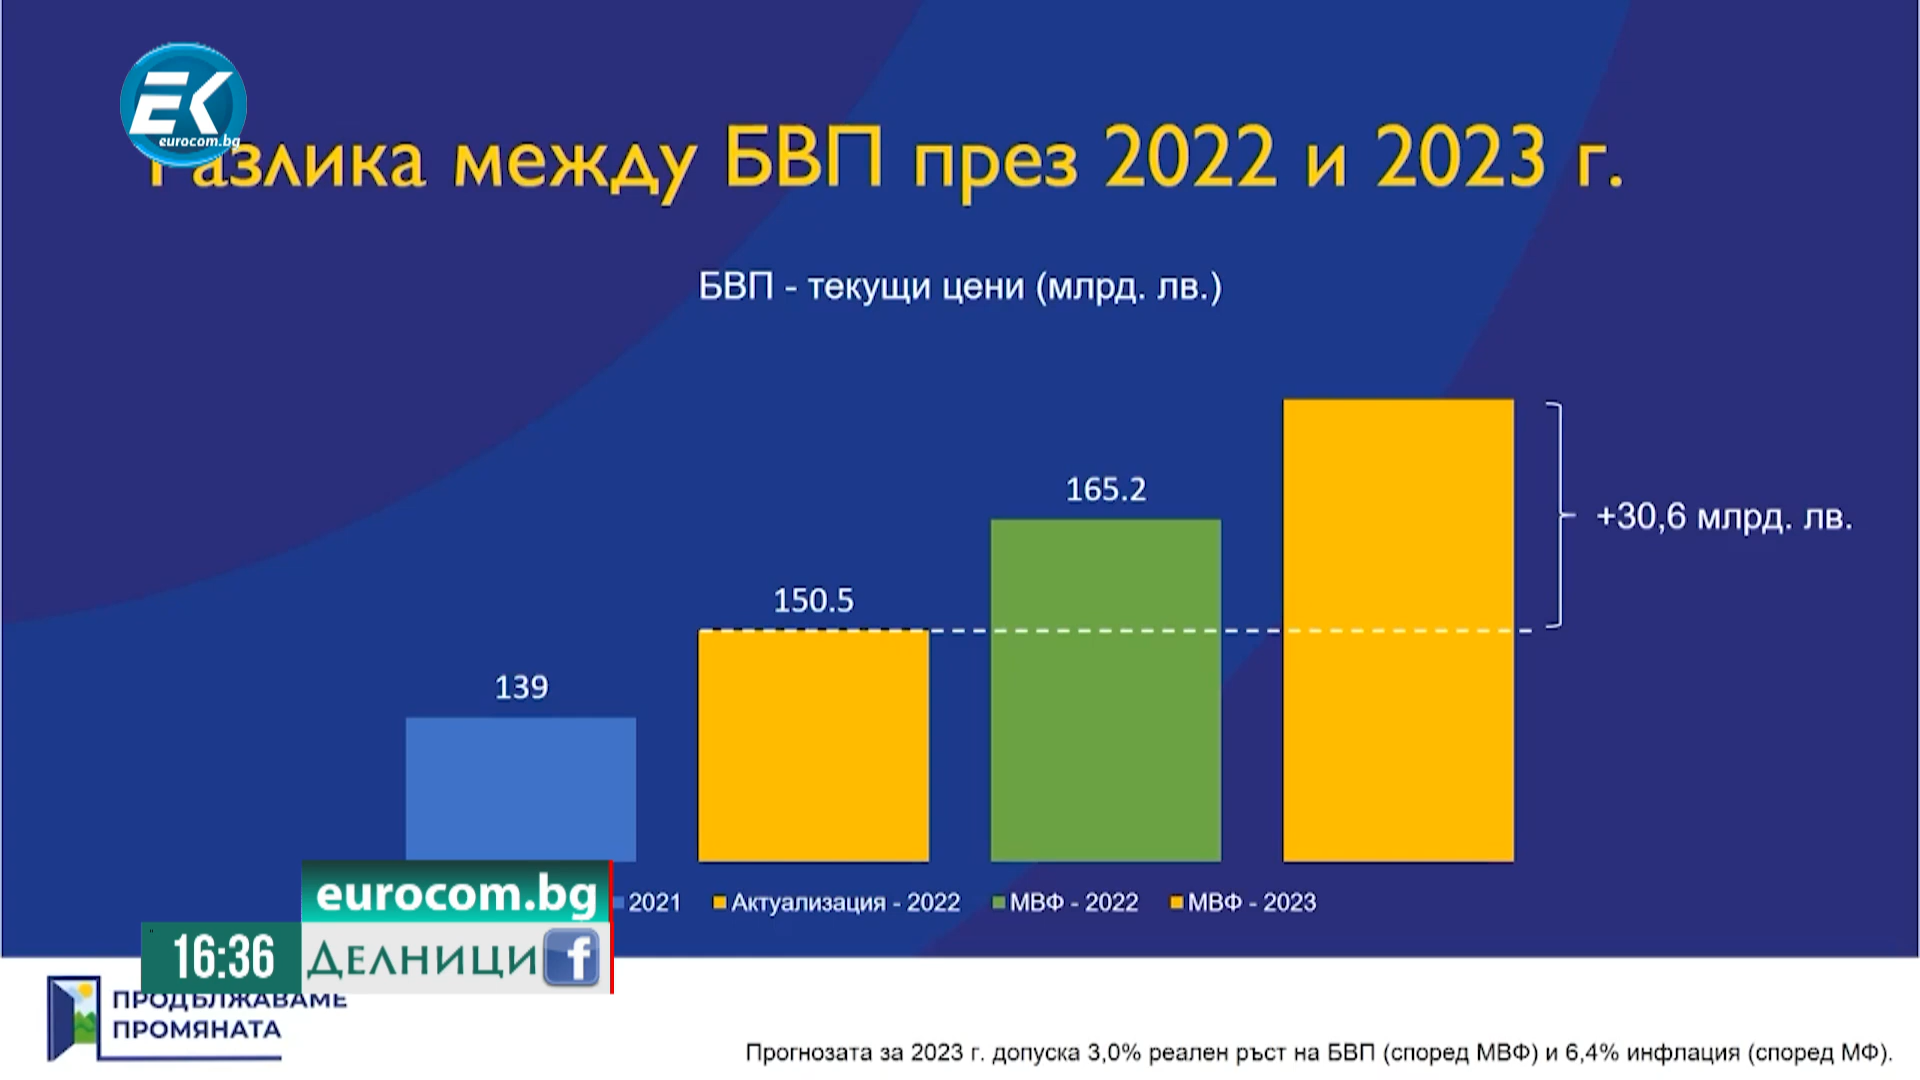 EK
eurocom.bg
Разлика между БВП през 2022 и 2023 г.
БВП - текущи цени (млрд. лв.)
165.2
+30,6 млрд. лв.
150.5
139
2021 Актуализация - 2022 МВФ - 2022 МВФ - 2023
eurocom.bg
16:36 ДЕЛНИЦИ f
ПРОДЪЛЖАВАМЕ
ПРОМЯНАТА
Прогнозата за 2023 г. допуска 3,0% реален ръст на БВП (според МВФ) и 6,4% инфлация (според МФ).